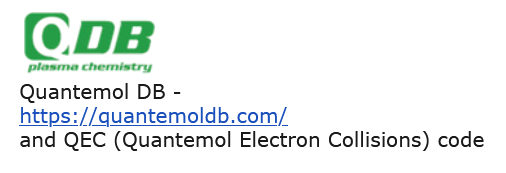 QDB
plasma chemistry
Quantemol DB -
https://quantemoldb.com/
and QEC (Quantemol Electron Collisions) code